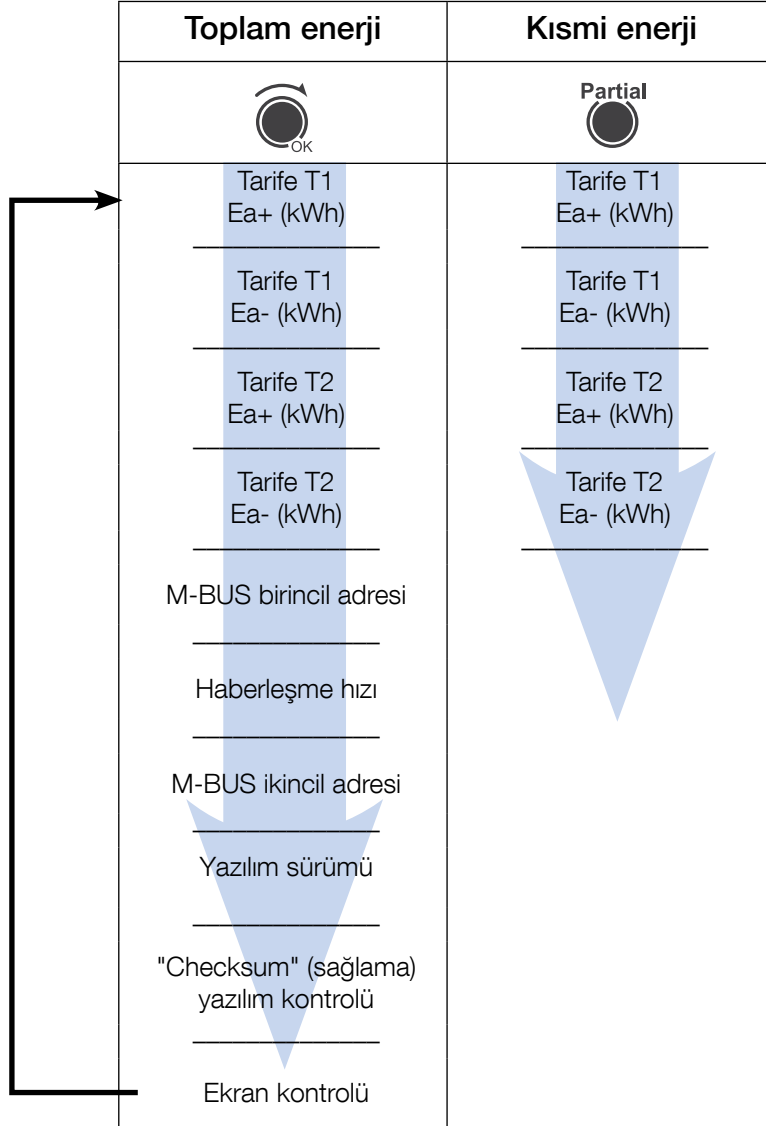 Toplam enerji
Kısmi enerji
OK
Partial
Tarife T1
Ea+ (kWh)
Tarife T1
Ea- (kWh)
Tarife T2
Ea+ (kWh)
Tarife T2
Ea- (kWh)
M-BUS birincil adresi
Haberleşme hızı
M-BUS ikincil adresi
Yazılım sürümü
"Checksum" (sağlama)
yazılım kontrolü
Ekran kontrolü
Tarife T1
Ea+ (kWh)
Tarife T1
Ea- (kWh)
Tarife T2
Ea+ (kWh)
Tarife T2
Ea- (kWh)